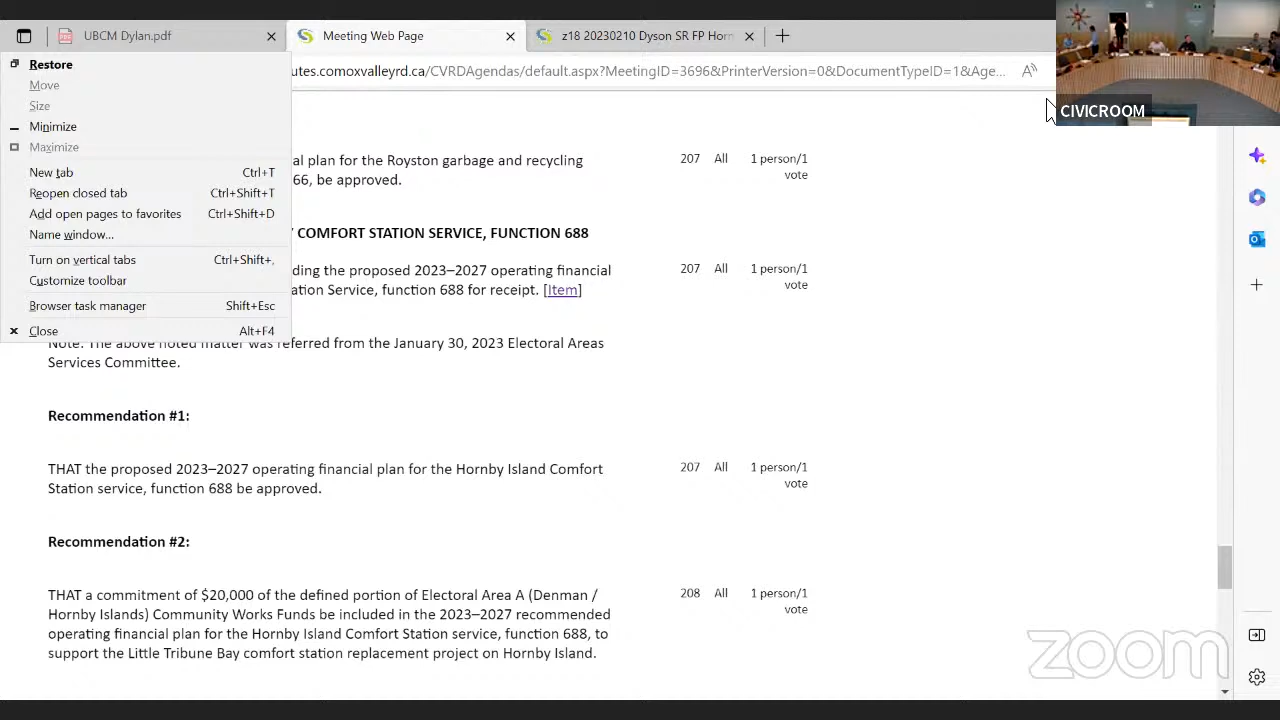 UBCM Dylan.pdf
Meeting Web Page
z18 20230210 Dyson SR FP Horn
utes.comoxvalleyrd.ca/CVRDAgendas/default.aspx?MeetingID=3696&PrinterVersion=0&DocumentTypeID=1&Age...
CIVICROOM
Restore
Move
Size
Minimize
Maximize
New tab Ctrl+T
Reopen closed tab Ctrl+Shift+T
Add open pages to favorites Ctrl+Shift+D
Name window...
Turn on vertical tabs Ctrl+Shift+,
Customize toolbar
Browser task manager Shift+Esc
Close Alt+F4
al plan for the Royston garbage and recycling 207 All 1 person/1
66, be approved. vote
COMFORT STATION SERVICE, FUNCTION 688
ding the proposed 2023–2027 operating financial 207 All 1 person/1
ation Service, function 688 for receipt. [Item] vote
Note: The above noted matter was referred from the January 30, 2023 Electoral Areas
Services Committee.
Recommendation #1:
THAT the proposed 2023–2027 operating financial plan for the Hornby Island Comfort 207 All 1 person/1
Station service, function 688 be approved. vote
Recommendation #2:
THAT a commitment of $20,000 of the defined portion of Electoral Area A (Denman / 208 All 1 person/1
Hornby Islands) Community Works Funds be included in the 2023–2027 recommended vote
operating financial plan for the Hornby Island Comfort Station service, function 688, to
support the Little Tribune Bay comfort station replacement project on Hornby Island.
zoom